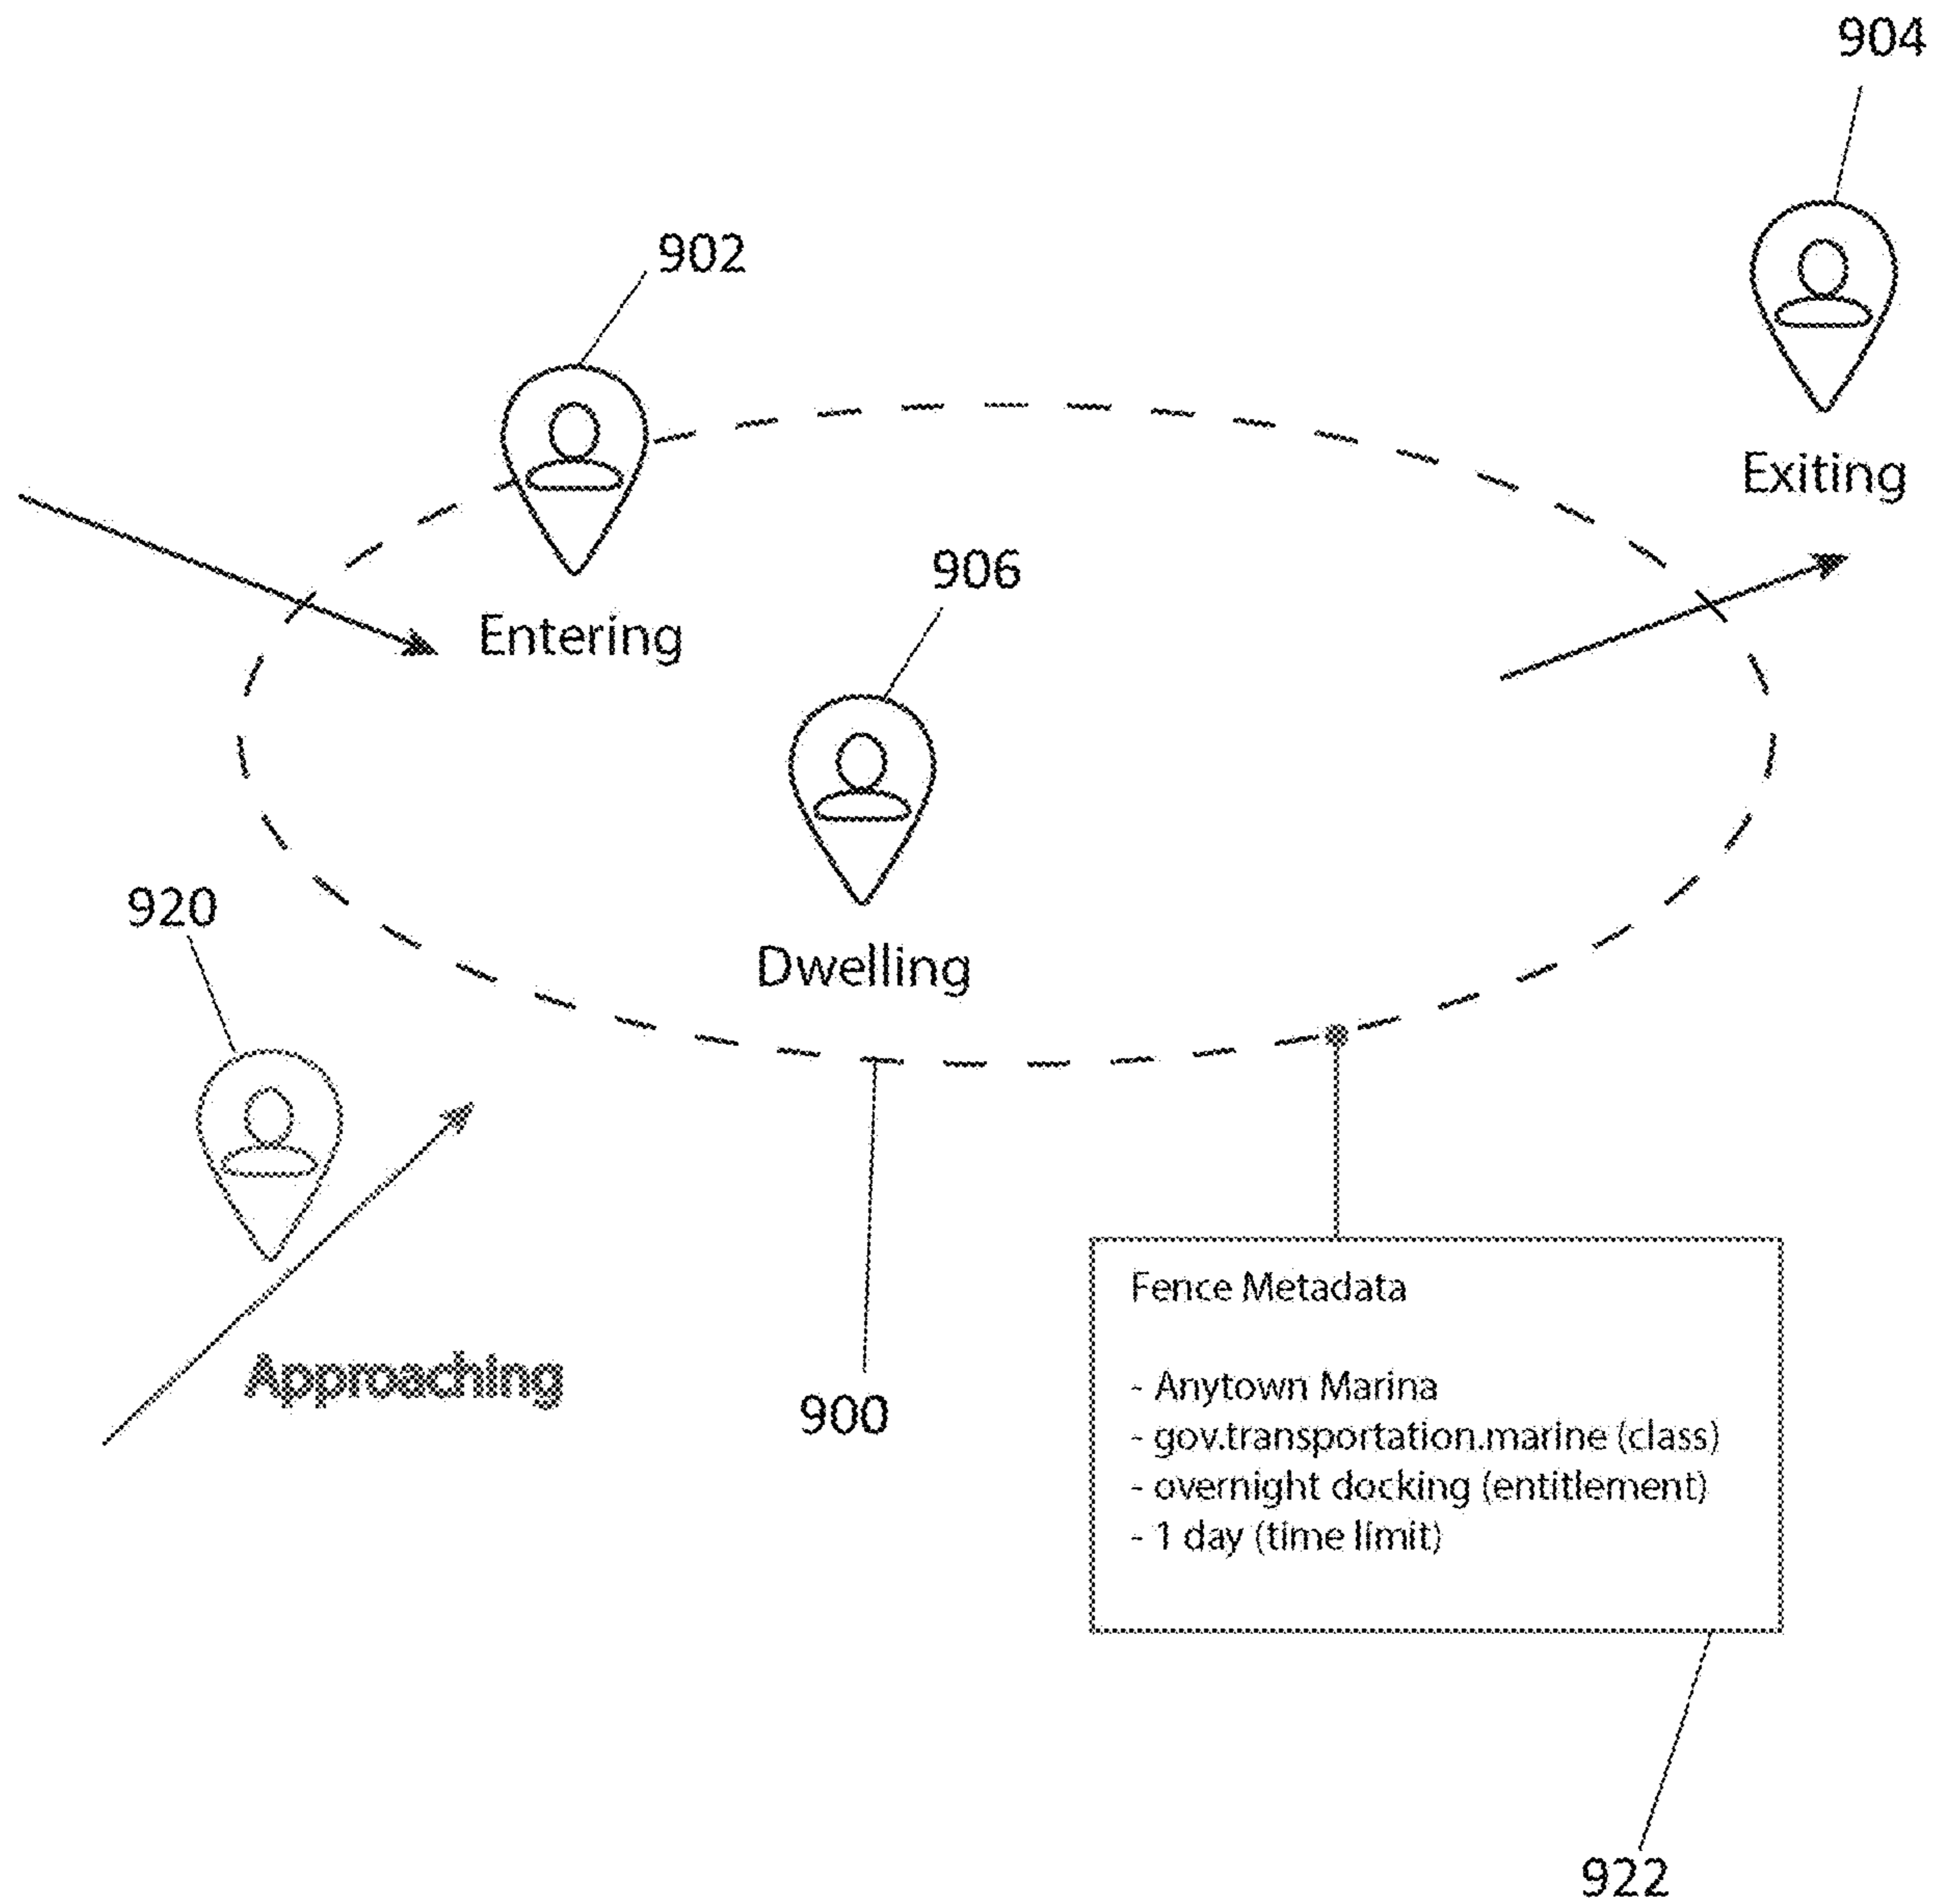 904
902
Exiting
906
Entering
920
Dwelling
Approaching
900
Fence Metadata
- Anytown Marina
- gov.transportation.marine (class)
- overnight docking (entitlement)
- 1 day (time limit)
922